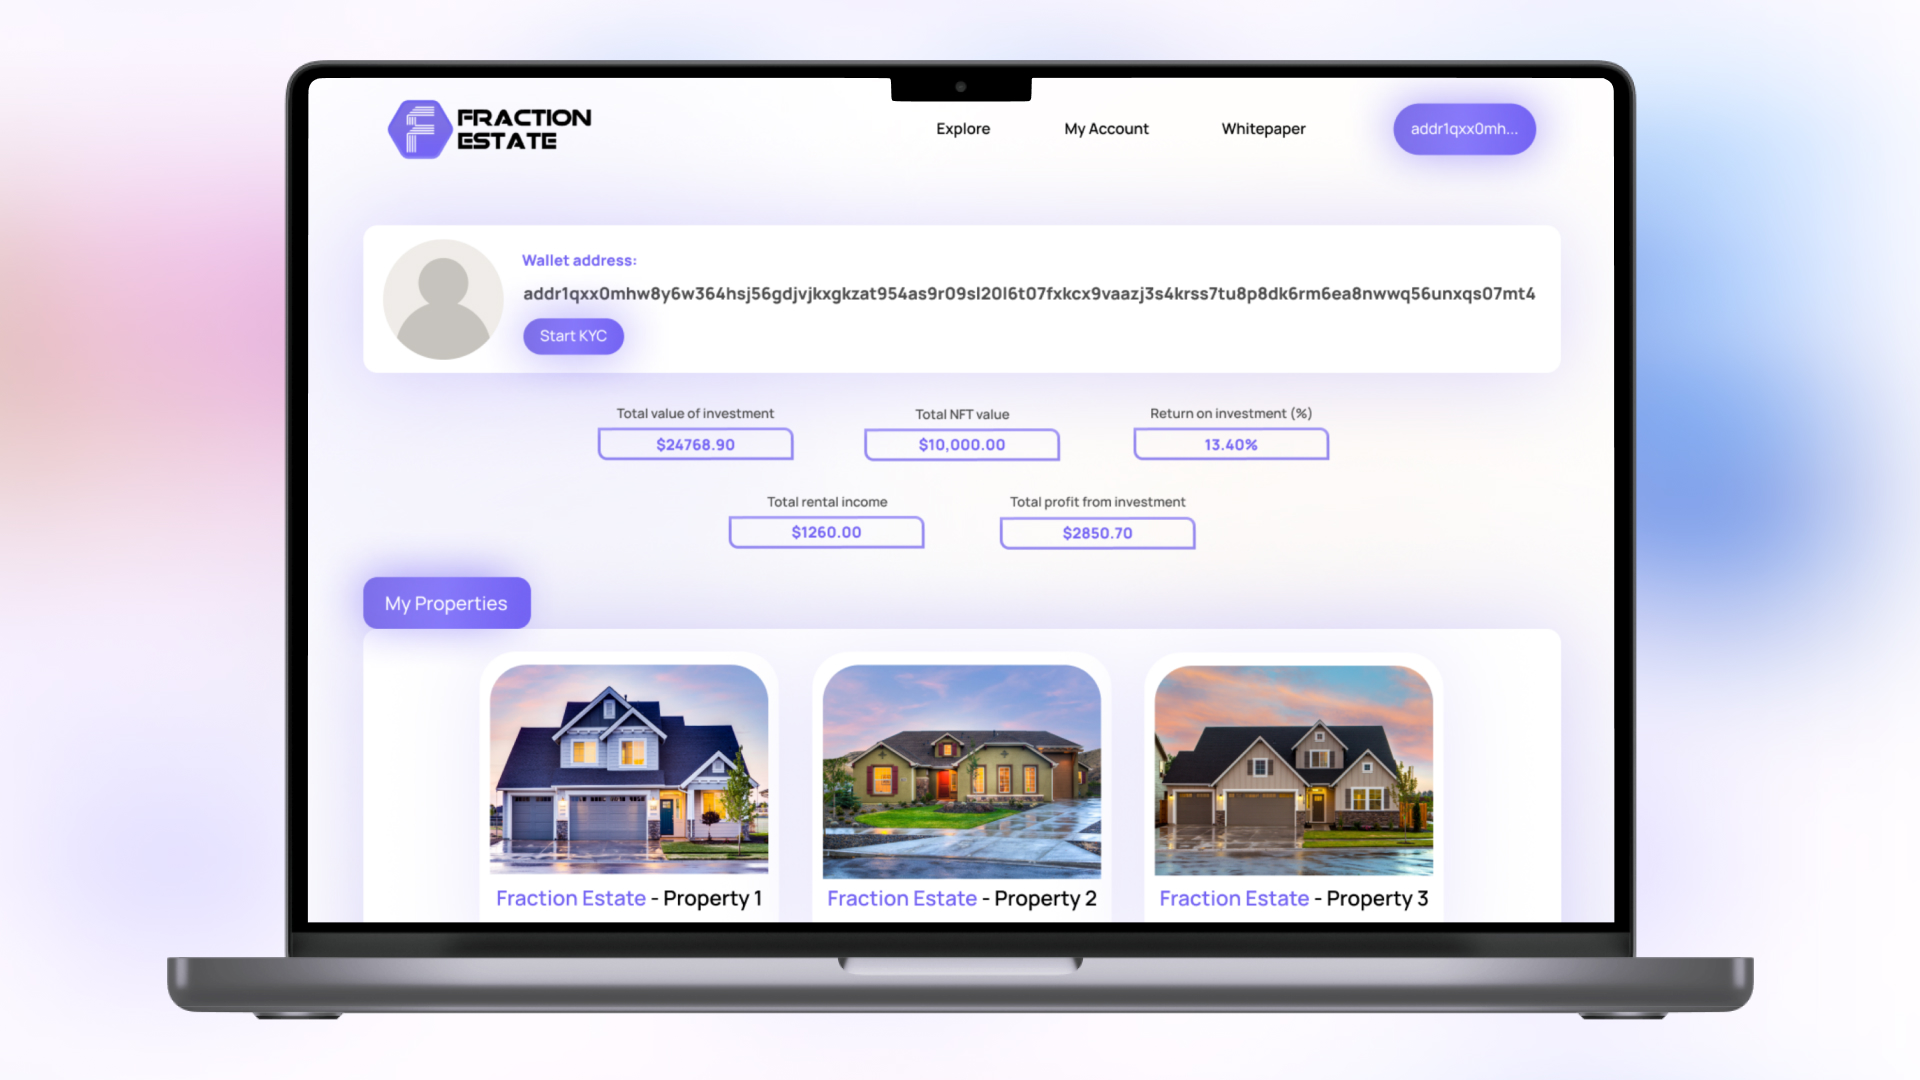 FRACTION
ESTATE
Explore
My Account
Whitepaper
addr1qxx0mh...
Wallet address:
addr1qxx0mhw8y6w364hsj56gdjvjkxgkzat954as9r09sl20l6t07fxkcx9vaazj3s4krss7tu8p8dk6rm6ea8nwwq56unxqs07mt4
Start KYC
Total value of investment
$24768.90
Total NFT value
$10,000.00
Return on investment (%)
13.40%
Total rental income
$1260.00
Total profit from investment
$2850.70
My Properties
Fraction Estate - Property 1
Fraction Estate - Property 2
Fraction Estate - Property 3